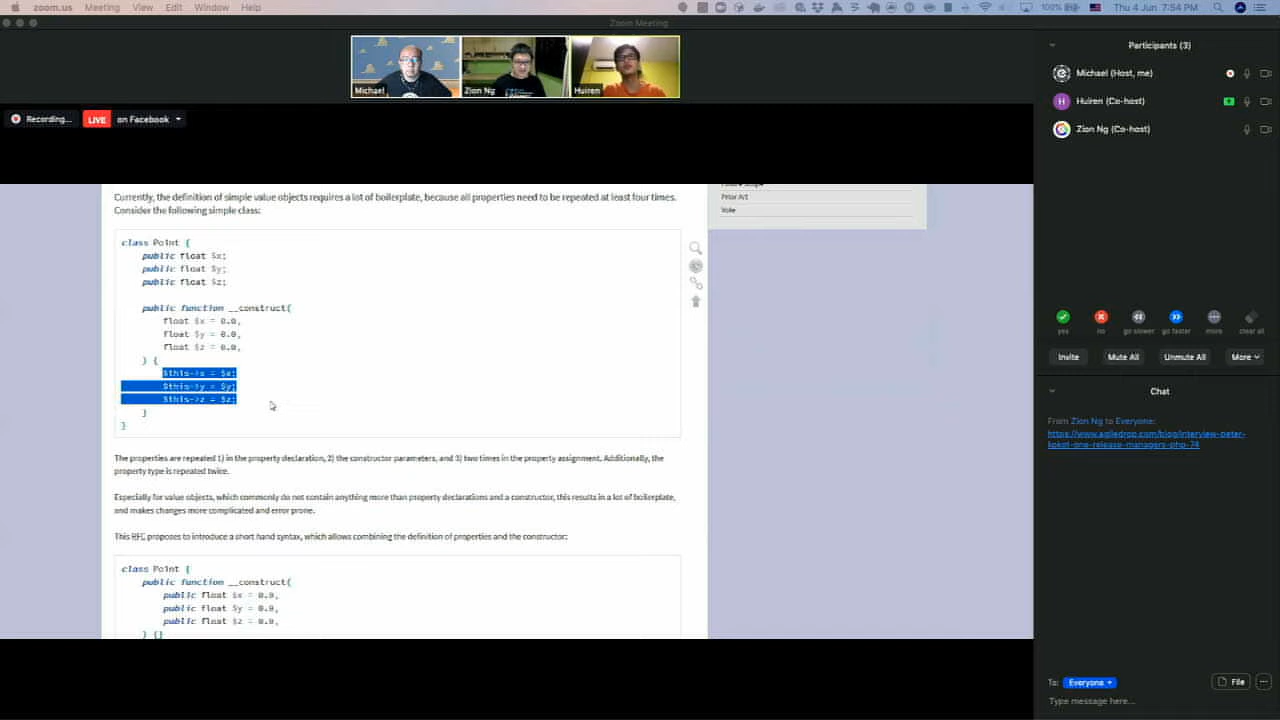 zoom.us Meeting View Edit Window Help
100% Thu 4 Jun 7:54 PM
Zoom Meeting
Michael
Zion Ng
Huiren
Recording...
LIVE on Facebook
Currently, the definition of simple value objects requires a lot of boilerplate, because all properties need to be repeated at least four times.
Consider the following simple class:
class Point {
public float $x;
public float $y;
public float $z;
public function __construct(
float $x = 0.0,
float $y = 0.0,
float $z = 0.0,
) {
$this->x = $x;
$this->y = $y;
$this->z = $z;
}
}
The properties are repeated 1) in the property declaration, 2) the constructor parameters, and 3) two times in the property assignment. Additionally, the
property type is repeated twice.
Especially for value objects, which commonly do not contain anything more than property declarations and a constructor, this results in a lot of boilerplate,
and makes changes more complicated and error prone.
This RFC proposes to introduce a short hand syntax, which allows combining the definition of properties and the constructor:
class Point {
public function __construct(
public float $x = 0.0,
public float $y = 0.0,
public float $z = 0.0,
) {}
Prior Art
Vote
Participants (3)
Michael (Host, me)
Huiren (Co-host)
H
Zion Ng (Co-host)
yes no go slower go faster more clear all
Invite Mute All Unmute All More
Chat
From Zion Ng to Everyone:
https://www.agiledrop.com/blog/interview-peter-
kokot-one-release-managers-php-74
To: Everyone File
Type message here...